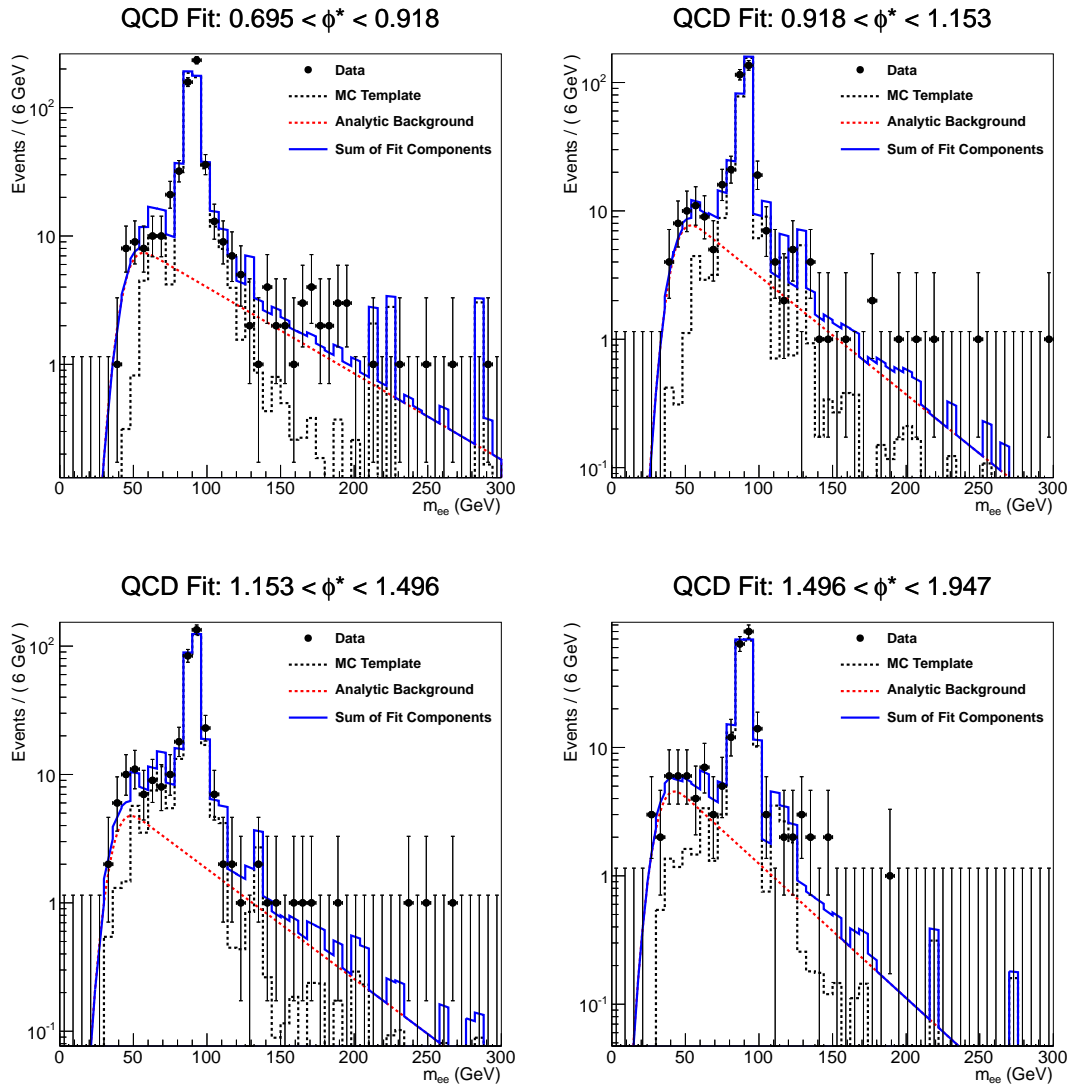 QCD Fit: 0.695 < ϕ* < 0.918
Events / ( 6 GeV )
10²
10
1
Data
MC Template
Analytic Background
Sum of Fit Components
0 50 100 150 200 250 300
m_ee (GeV)
QCD Fit: 0.918 < ϕ* < 1.153
Events / ( 6 GeV )
10²
10
1
10⁻¹
Data
MC Template
Analytic Background
Sum of Fit Components
0 50 100 150 200 250 300
m_ee (GeV)
QCD Fit: 1.153 < ϕ* < 1.496
Events / ( 6 GeV )
10²
10
1
10⁻¹
Data
MC Template
Analytic Background
Sum of Fit Components
0 50 100 150 200 250 300
m_ee (GeV)
QCD Fit: 1.496 < ϕ* < 1.947
Events / ( 6 GeV )
10
1
10⁻¹
Data
MC Template
Analytic Background
Sum of Fit Components
0 50 100 150 200 250 300
m_ee (GeV)